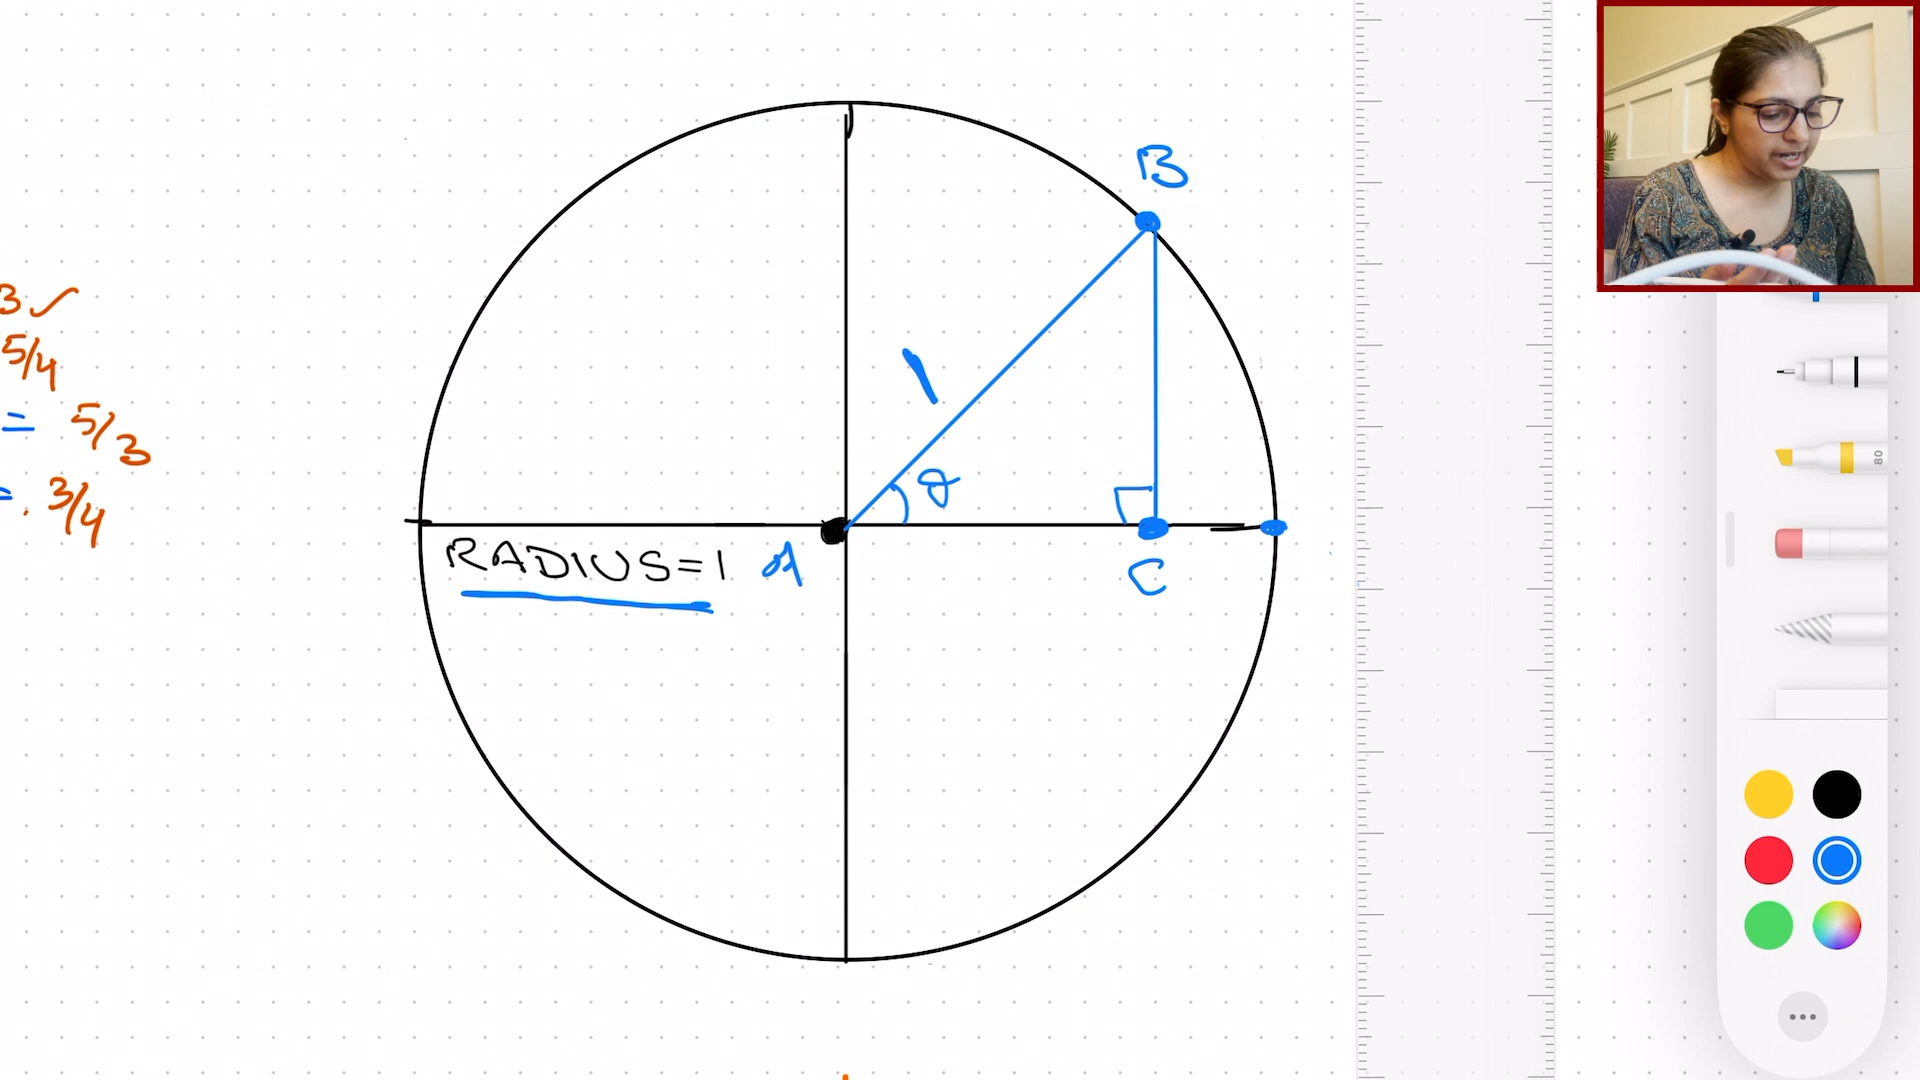 B
3 ✓
5/4
= 5/3
1
= . 3/4
θ
RADIUS=1 A
C
80